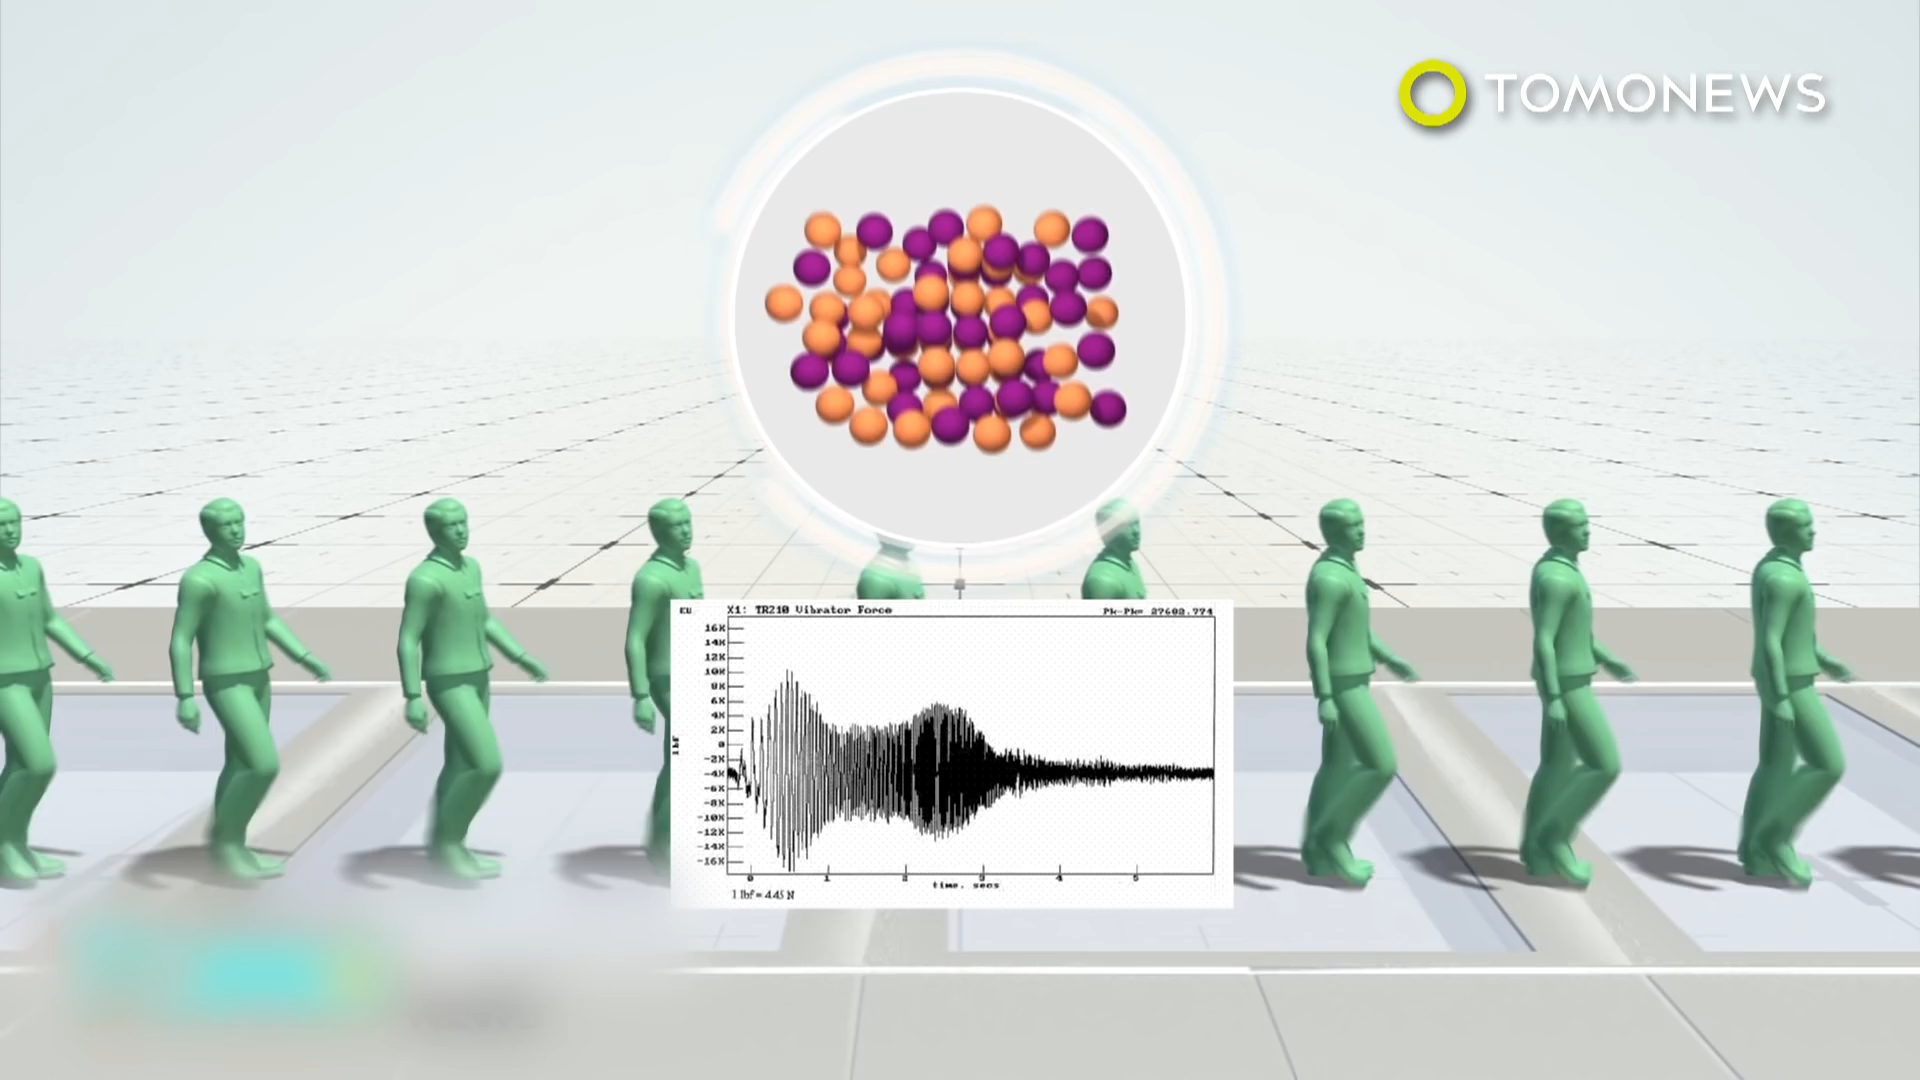 TOMONEWS
EU X1: TR210 Vibrator Force Pk-Pk= 27602.774
16K
14K
12K
10K
8K
6K
4K
2K
0
-2K
-4K
-6K
-8K
-10K
-12K
-14K
-16K
lbf
0 1 2 3 4 5
time, secs
1 lbf = 4.45 N